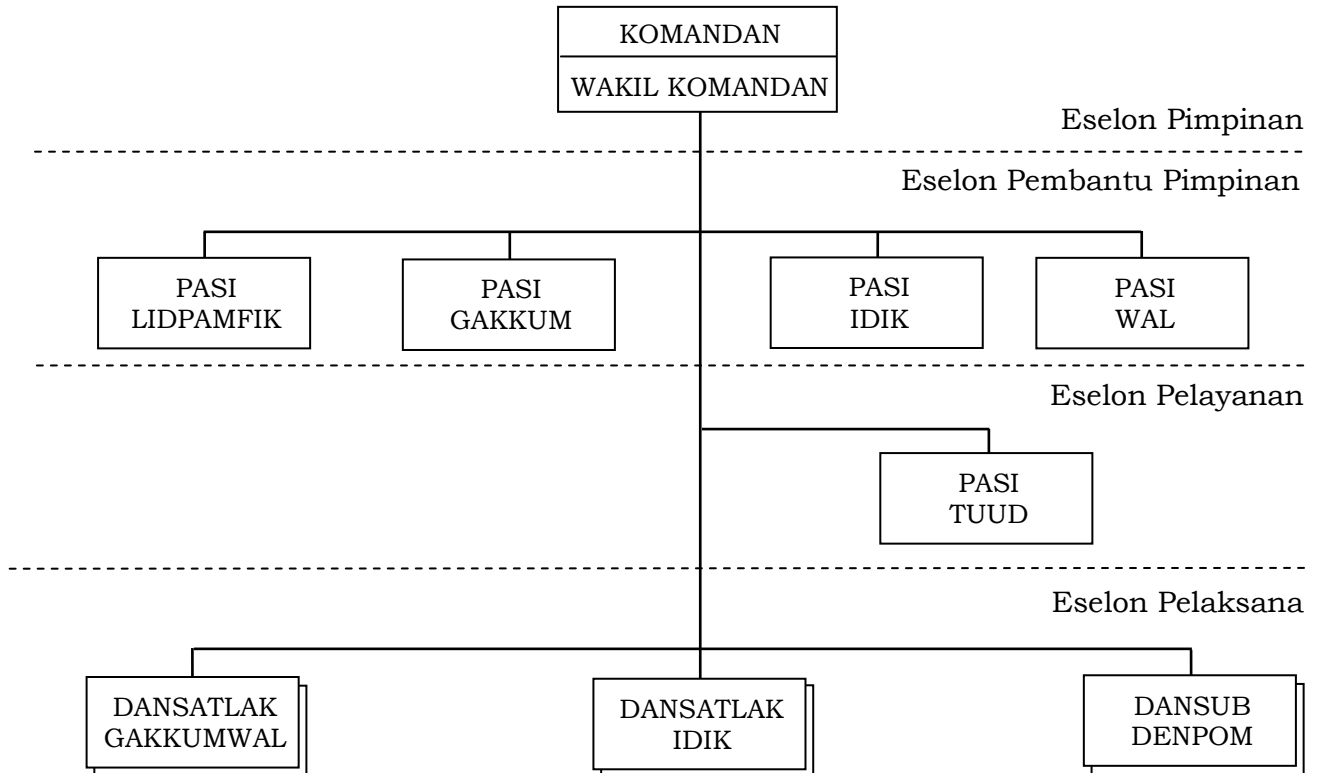 KOMANDAN
WAKIL KOMANDAN
Eselon Pimpinan
Eselon Pembantu Pimpinan
PASI
LIDPAMFIK
PASI
GAKKUM
PASI
IDIK
PASI
WAL
Eselon Pelayanan
PASI
TUUD
Eselon Pelaksana
DANSATLAK
GAKKUMWAL
DANSATLAK
IDIK
DANSUB
DENPOM